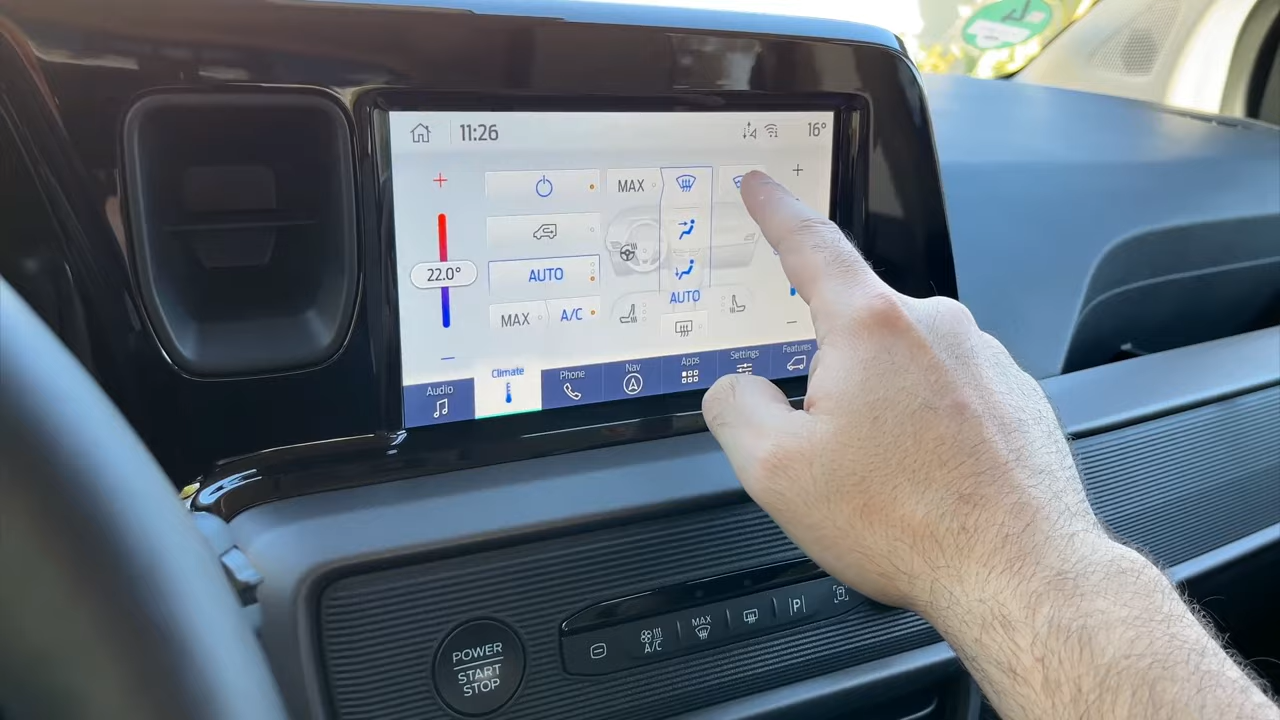 11:26
16°
MAX
22.0°
AUTO
MAX
A/C
AUTO
Audio
Climate
Phone
Nav
Apps
Settings
Features
POWER
START
STOP
A/C
MAX
P